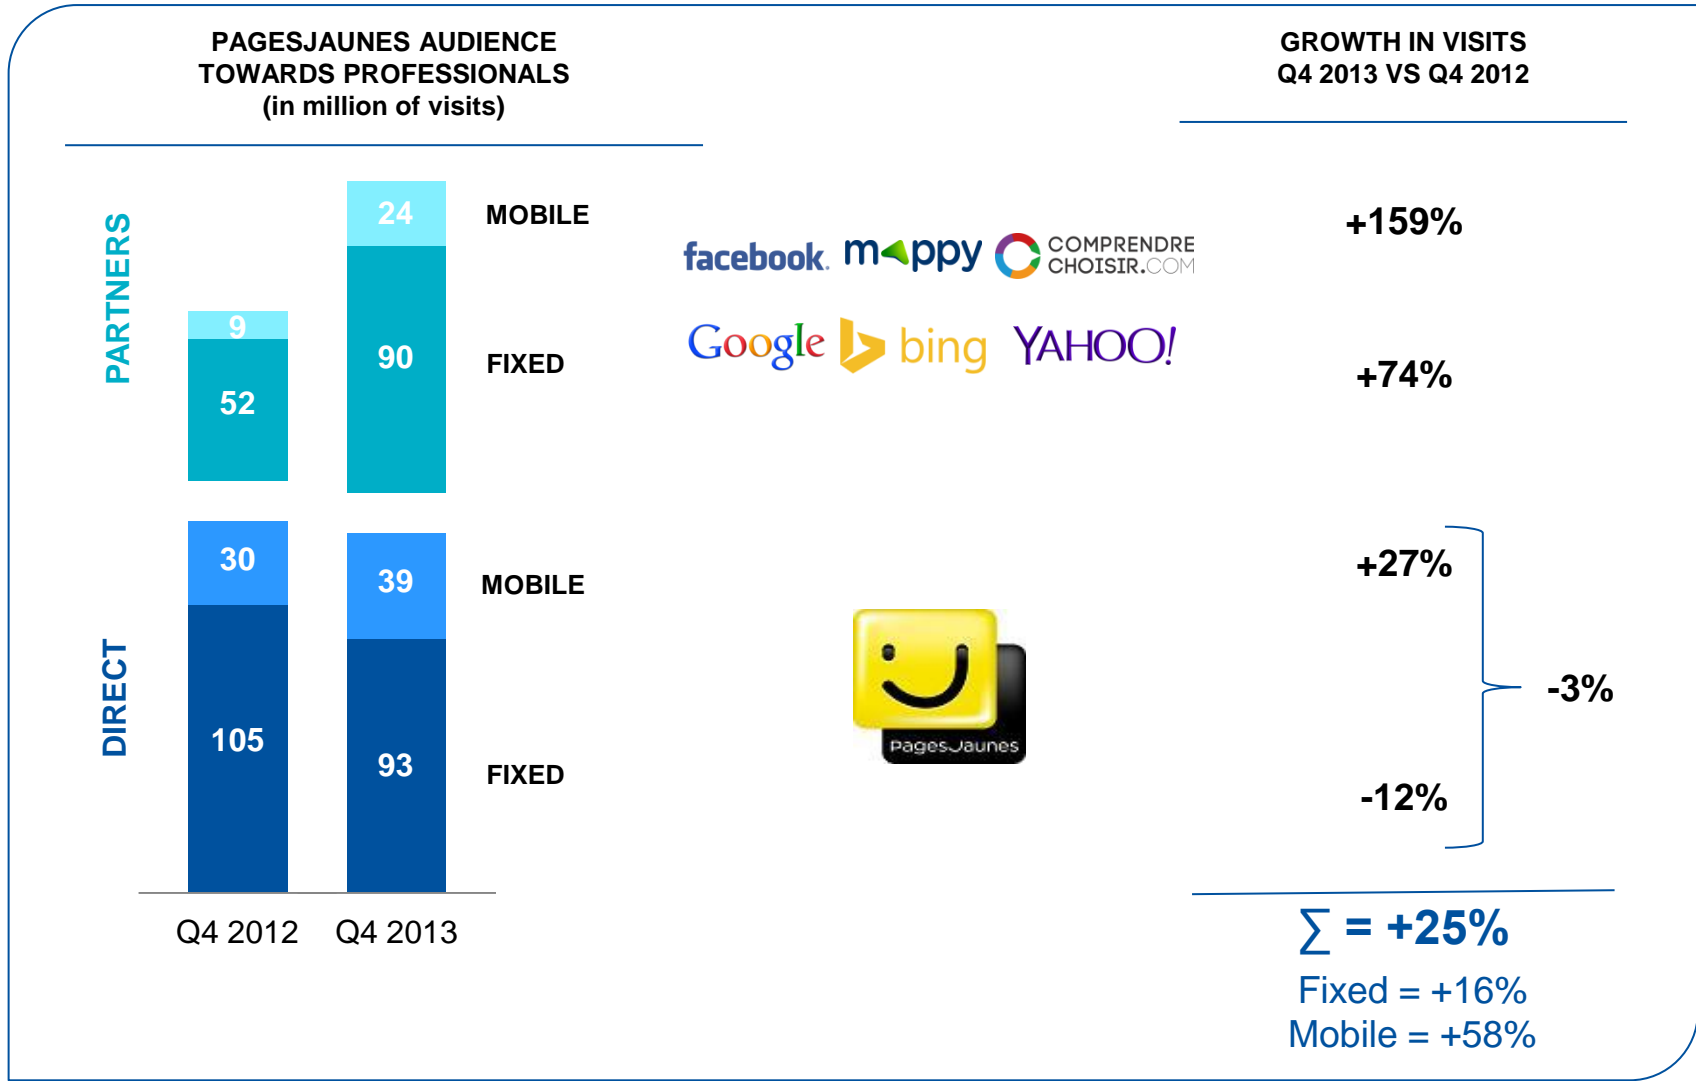 PAGESJAUNES AUDIENCE
TOWARDS PROFESSIONALS
(in million of visits)
GROWTH IN VISITS
Q4 2013 VS Q4 2012
PARTNERS
9
52
24
90
MOBILE
FIXED
facebook.
mappy
COMPRENDRE
CHOISIR.COM
Google
bing
YAHOO!
+159%
+74%
DIRECT
30
105
39
93
MOBILE
FIXED
PagesJaunes
+27%
-12%
-3%
Q4 2012
Q4 2013
∑ = +25%
Fixed = +16%
Mobile = +58%